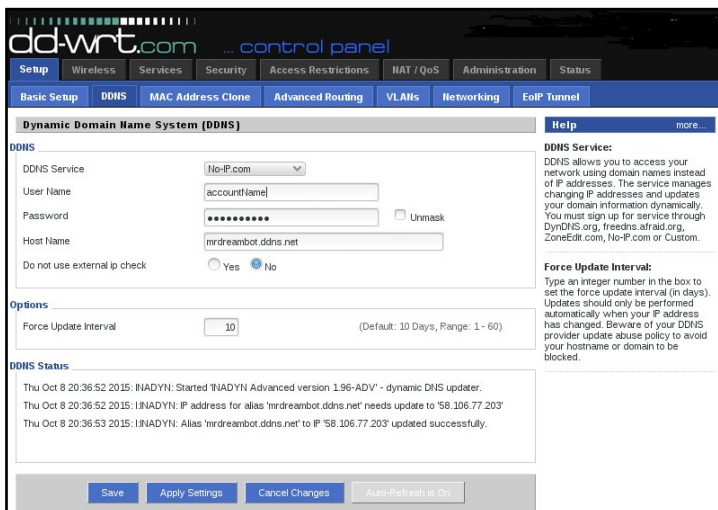 dd-wrt.com ... control panel
Setup Wireless Services Security Access Restrictions NAT / QoS Administration Status
Basic Setup DDNS MAC Address Clone Advanced Routing VLANs Networking EoIP Tunnel
Dynamic Domain Name System (DDNS)
DDNS
DDNS Service No-IP.com
User Name accountName
Password ●●●●●●●●●● Unmask
Host Name mrdreambot.ddns.net
Do not use external ip check Yes No
Options
Force Update Interval 10 (Default: 10 Days, Range: 1 - 60)
DDNS Status
Thu Oct 8 20:36:52 2015: INADYN: Started 'INADYN Advanced version 1.96-ADV' - dynamic DNS updater.
Thu Oct 8 20:36:52 2015: I:INADYN: IP address for alias 'mrdreambot.ddns.net' needs update to '58.106.77.203'
Thu Oct 8 20:36:53 2015: I:INADYN: Alias 'mrdreambot.ddns.net' to IP '58.106.77.203' updated successfully.
Save Apply Settings Cancel Changes Auto-Refresh is On
Help more...
DDNS Service:
DDNS allows you to access your
network using domain names instead
of IP addresses. The service manages
changing IP addresses and updates
your domain information dynamically.
You must sign up for service through
DynDNS.org, freedns.afraid.org,
ZoneEdit.com, No-IP.com or Custom.
Force Update Interval:
Type an integer number in the box to
set the force update interval (in days).
Updates should only be performed
automatically when your IP address
has changed. Beware of your DDNS
provider update abuse policy to avoid
your hostname or domain to be
blocked.